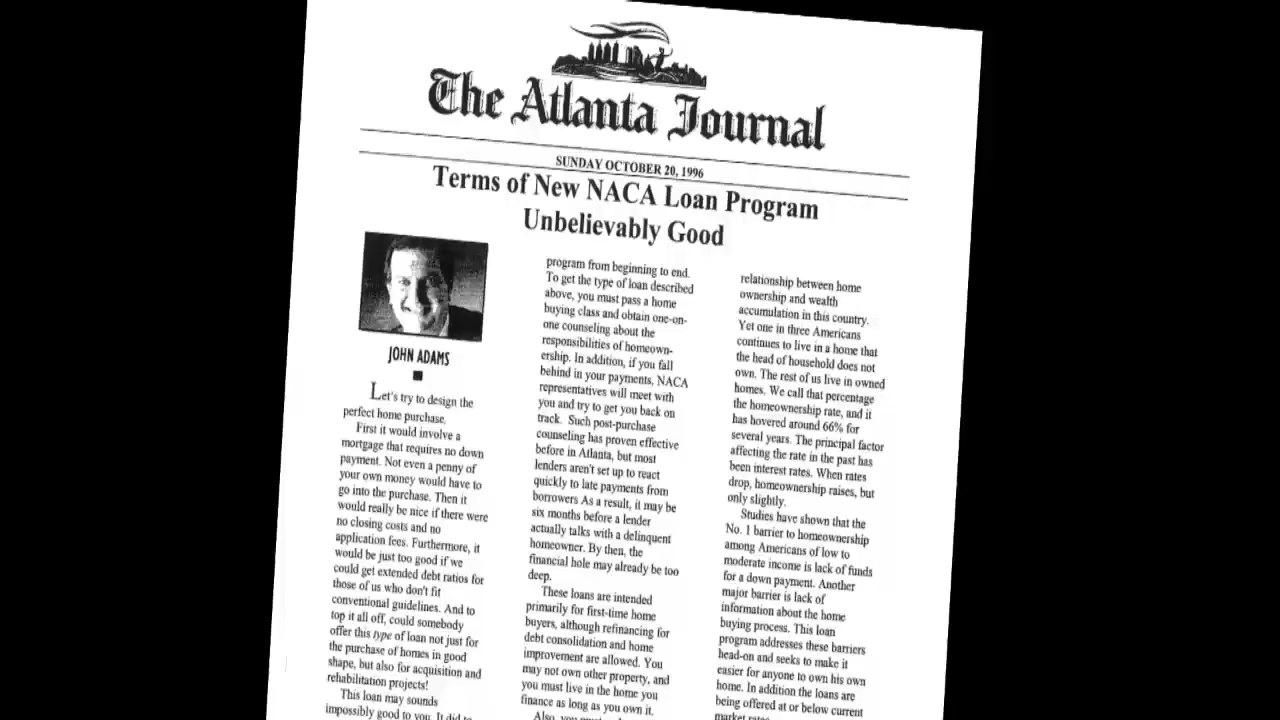 The Atlanta Journal
SUNDAY OCTOBER 20, 1996
Terms of New NACA Loan Program
Unbelievably Good
JOHN ADAMS
Let's try to design the
perfect home purchase.
First it would involve a
mortgage that requires no down
payment. Not even a penny of
your own money would have to
go into the purchase. Then it
would really be nice if there were
no closing costs and no
application fees. Furthermore, it
would be just too good if we
could get extended debt ratios for
those of us who don't fit
conventional guidelines. And to
top it all off, could somebody
offer this type of loan not just for
the purchase of homes in good
shape, but also for acquisition and
rehabilitation projects!
This loan may sounds
impossibly good to you. It did to
program from beginning to end.
To get the type of loan described
above, you must pass a home
buying class and obtain one-on-
one counseling about the
responsibilities of homeown-
ership. In addition, if you fall
behind in your payments, NACA
representatives will meet with
you and try to get you back on
track. Such post-purchase
counseling has proven effective
before in Atlanta, but most
lenders aren't set up to react
quickly to late payments from
borrowers As a result, it may be
six months before a lender
actually talks with a delinquent
homeowner. By then, the
financial hole may already be too
deep.
These loans are intended
primarily for first-time home
buyers, although refinancing for
debt consolidation and home
improvement are allowed. You
may not own other property, and
you must live in the home you
finance as long as you own it.
Also, you
relationship between home
ownership and wealth
accumulation in this country.
Yet one in three Americans
continues to live in a home that
the head of household does not
own. The rest of us live in owned
homes. We call that percentage
the homeownership rate, and it
has hovered around 66% for
several years. The principal factor
affecting the rate in the past has
been interest rates. When rates
drop, homeownership raises, but
only slightly.
Studies have shown that the
No. 1 barrier to homeownership
among Americans of low to
moderate income is lack of funds
for a down payment. Another
major barrier is lack of
information about the home
buying process. This loan
program addresses these barriers
head-on and seeks to make it
easier for anyone to own his own
home. In addition the loans are
being offered at or below current
market